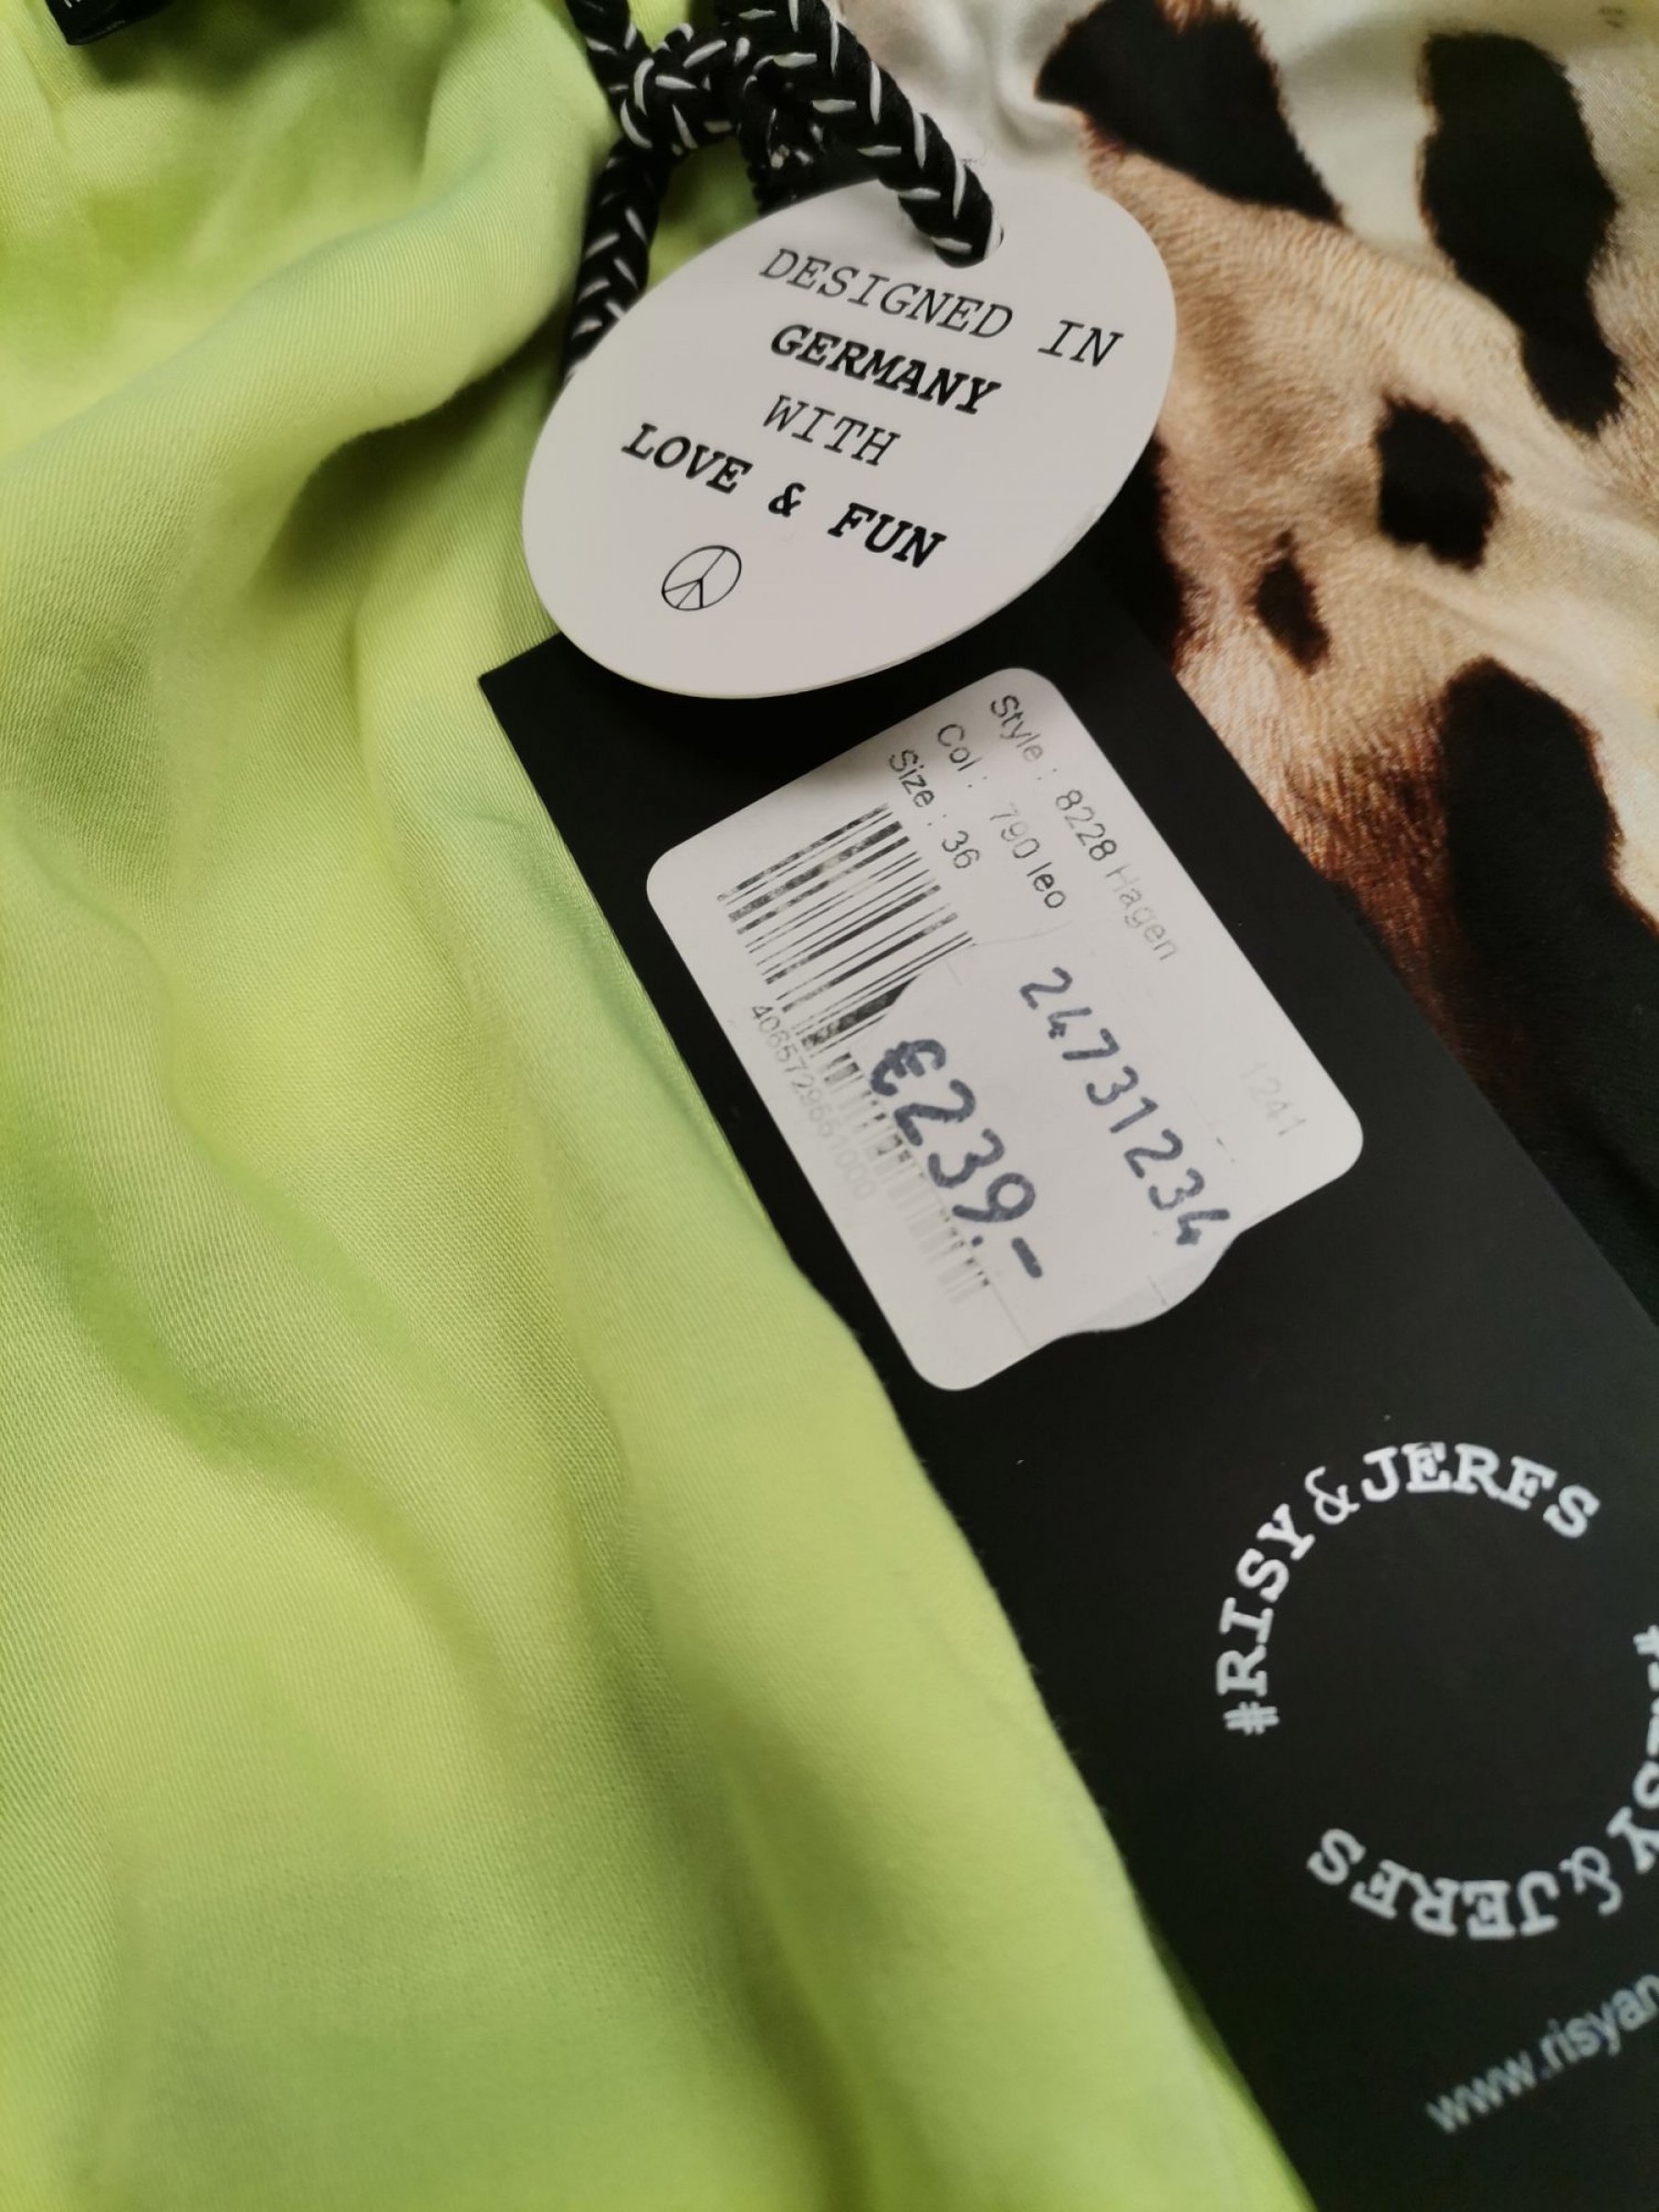 DESIGNED IN
GERMANY
WITH
LOVE & FUN
Style : 8228 Hagen
Col : 790 leo
Size : 36
1241
24731234
€239.-
#RISY&JERFS
&JERFS
www.risyan